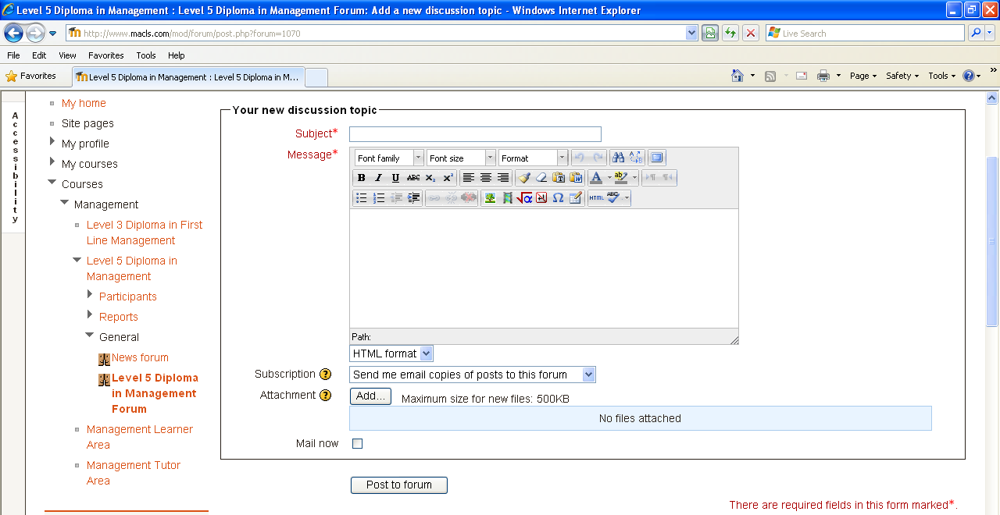 Level 5 Diploma in Management : Level 5 Diploma in Management Forum: Add a new discussion topic - Windows Internet Explorer
http://www.macls.com/mod/forum/post.php?forum=1070
Live Search
File Edit View Favorites Tools Help
Favorites
Level 5 Diploma in Management : Level 5 Diploma in M...
Page Safety Tools
Accessibility
My home
Site pages
My profile
My courses
Courses
Management
Level 3 Diploma in First
Line Management
Level 5 Diploma in
Management
Participants
Reports
General
News forum
Level 5 Diploma
in Management
Forum
Management Learner
Area
Management Tutor
Area
Your new discussion topic
Subject*
Message*
Font family Font size Format
B I U ABC X₂ X²
HTML ABC
Path:
HTML format
Subscription ? Send me email copies of posts to this forum
Attachment ? Add... Maximum size for new files: 500KB
No files attached
Mail now
Post to forum
There are required fields in this form marked*.